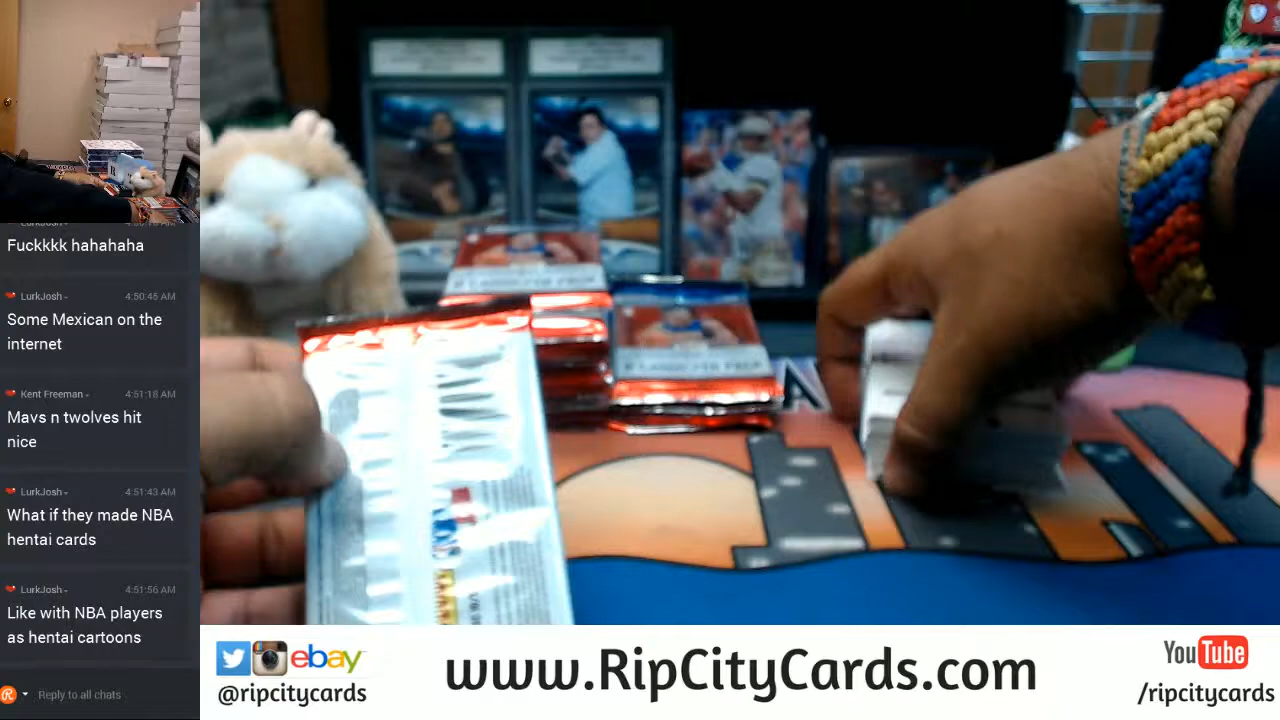 Fuckkkk hahahaha
LurkJosh
4:50:45 AM
Some Mexican on the
internet
Kent Freeman
4:51:18 AM
Mavs n twolves hit
nice
LurkJosh
4:51:43 AM
What if they made NBA
hentai cards
LurkJosh
4:51:56 AM
Like with NBA players
as hentai cartoons
Reply to all chats
ebay
@ripcitycards
www.RipCityCards.com
YouTube
/ripcitycards